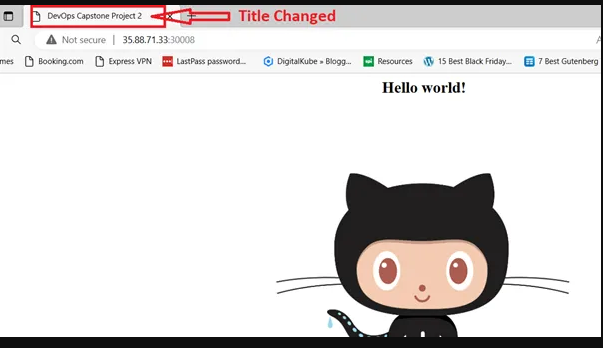 DevOps Capstone Project 2
Title Changed
Not secure | 35.88.71.33:30008
mes Booking.com Express VPN LastPass password... DigitalKube » Blogg... Resources 15 Best Black Friday... 7 Best Gutenberg
Hello world!